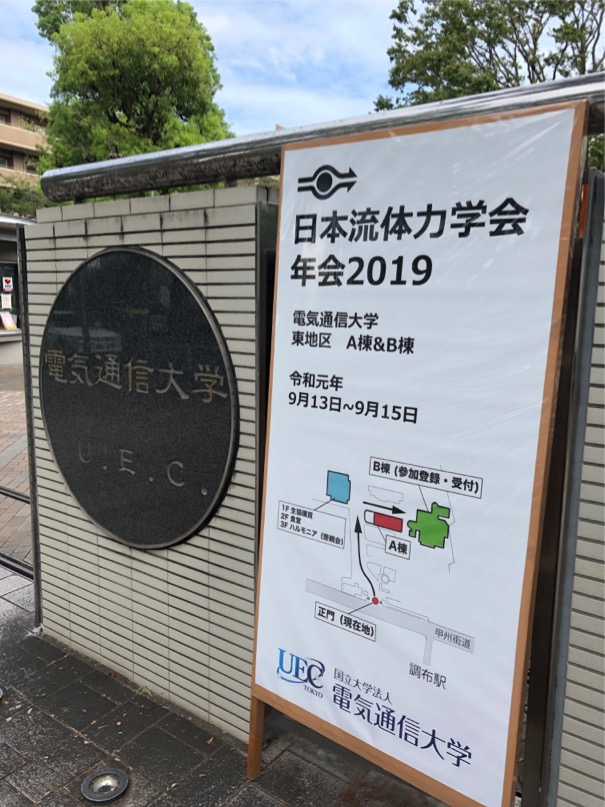 電気通信大学
U.E.C.
日本流体力学会
年会2019
電気通信大学
東地区 A棟&B棟
令和元年
9月13日~9月15日
B棟 (参加登録・受付)
1F 生協購買
2F 食堂
3F ハルモニア (懇親会)
A棟
正門 (現在地)
甲州街道
調布駅
UEC
TOKYO
国立大学法人
電気通信大学